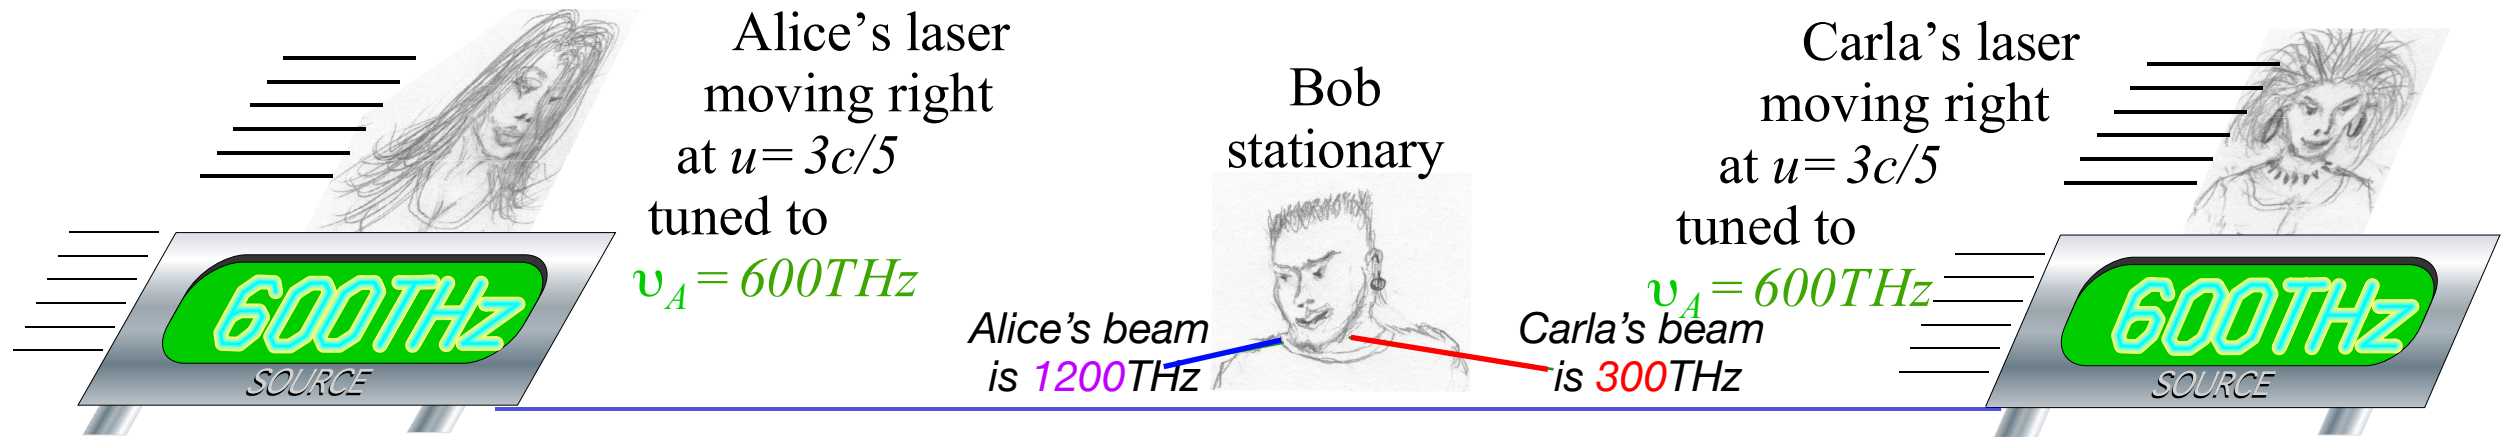 Alice's laser
moving right
at u= 3c/5
tuned to
υA = 600THz
600THz
SOURCE
Bob
stationary
Alice's beam
is 1200THz
Carla's beam
is 300THz
Carla's laser
moving right
at u= 3c/5
tuned to
υA = 600THz
600THz
SOURCE